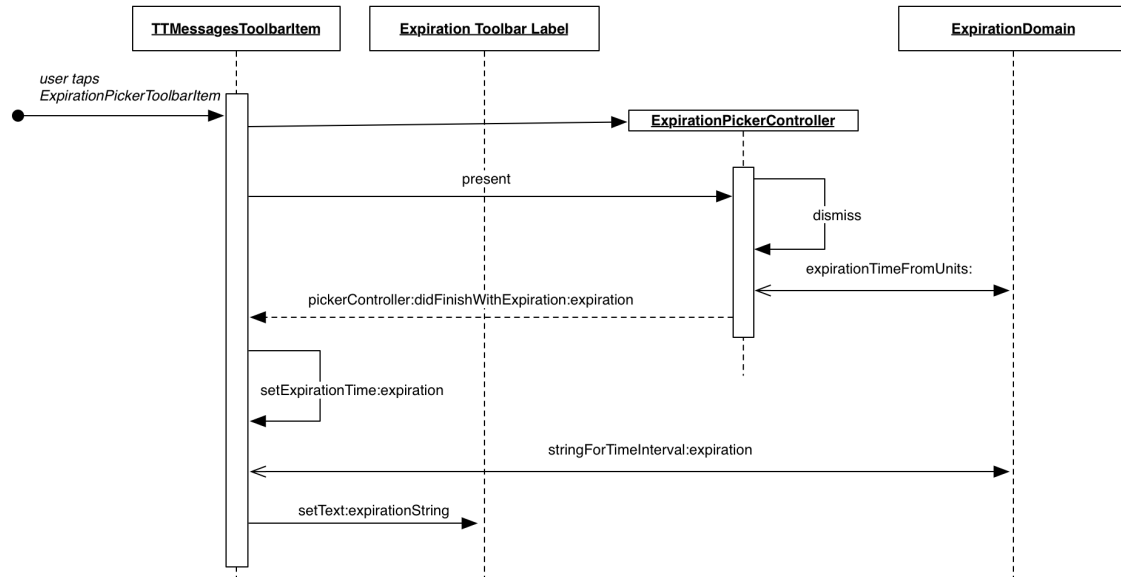 TTMessagesToolbarItem
Expiration Toolbar Label
ExpirationDomain
user taps
ExpirationPickerToolbarItem
ExpirationPickerController
present
dismiss
expirationTimeFromUnits:
pickerController:didFinishWithExpiration:expiration
setExpirationTime:expiration
stringForTimeInterval:expiration
setText:expirationString